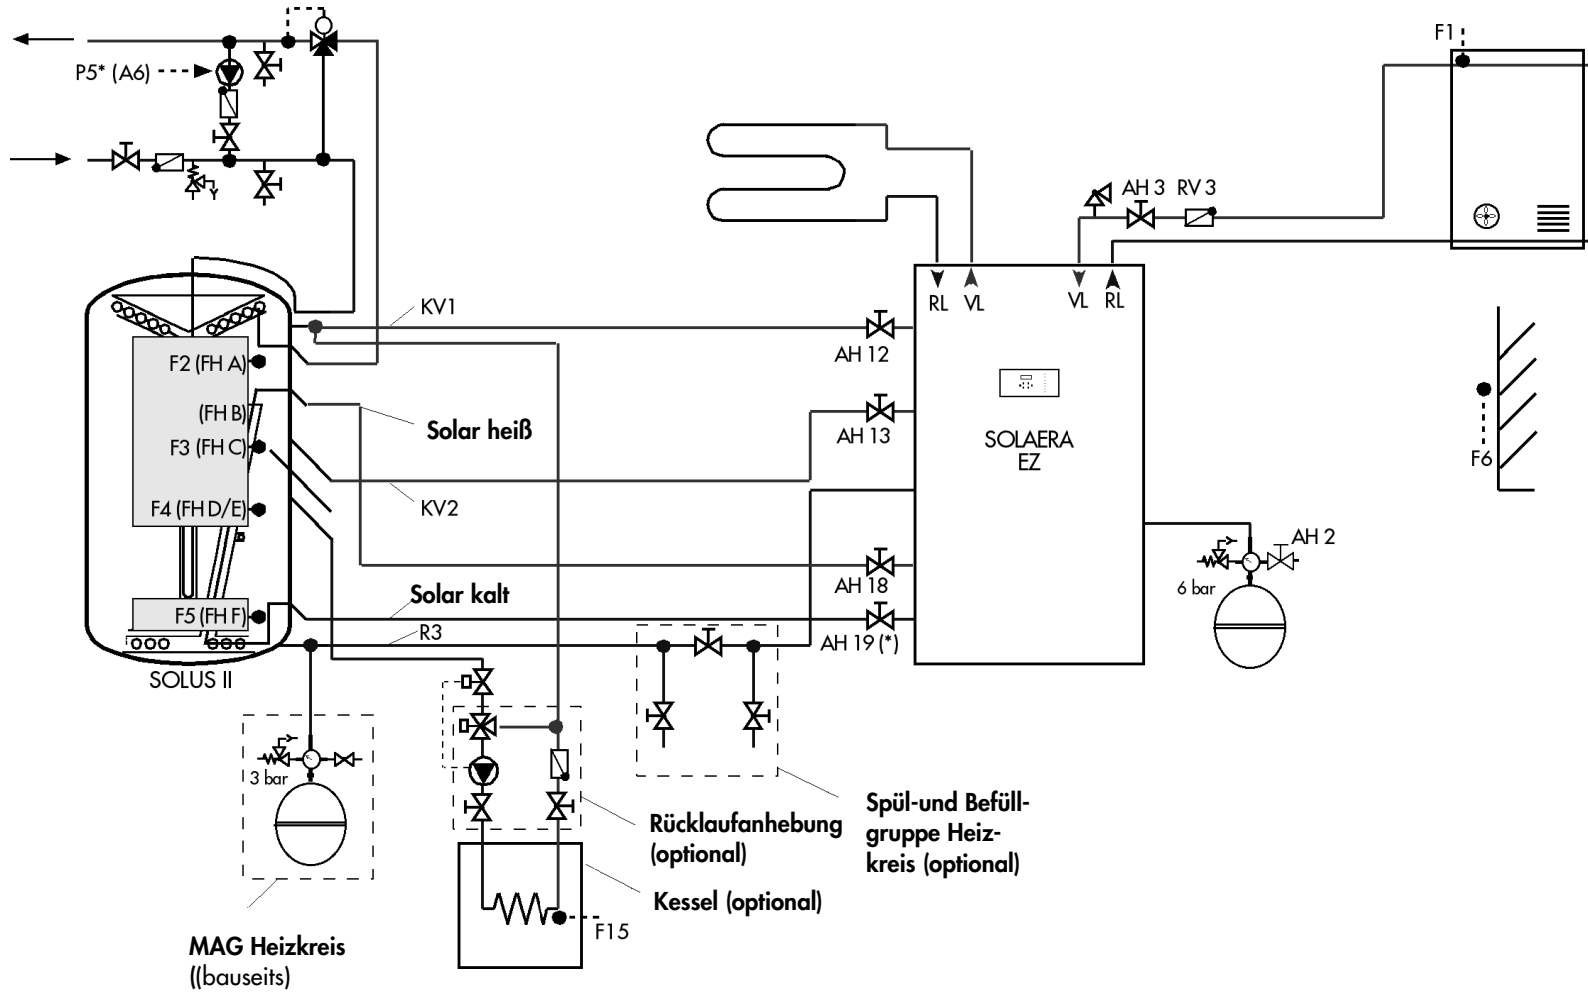 F1
P5* (A6)
AH 3 RV 3
RL
VL
VL
RL
KV1
AH 12
F2 (FH A)
(FH B)
Solar heiß
AH 13
SOLAERA
EZ
F3 (FH C)
F6
F4 (FH D/E)
KV2
AH 2
AH 18
6 bar
Solar kalt
F5 (FH F)
R3
AH 19 (*)
SOLUS II
3 bar
Spül-und Befüll-
gruppe Heiz-
kreis (optional)
Rücklaufanhebung
(optional)
Kessel (optional)
F15
MAG Heizkreis
((bauseits)